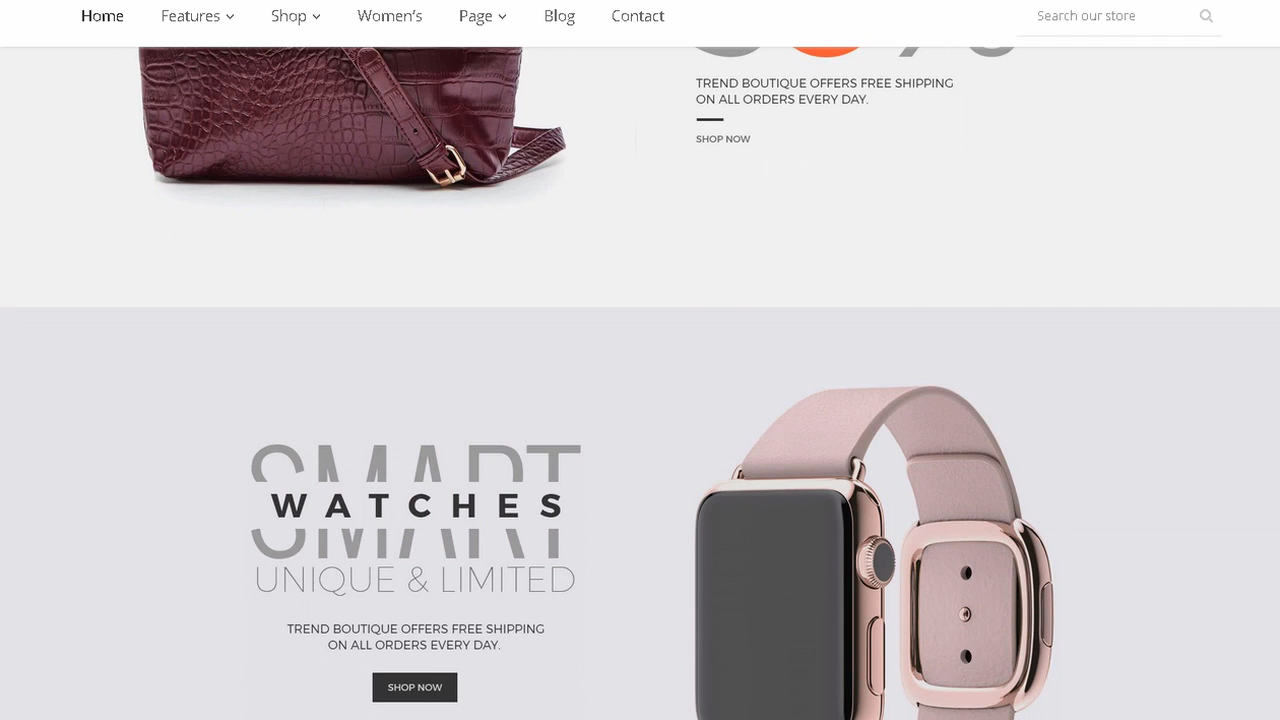 Home Features Shop Women's Page Blog Contact Search our store
TREND BOUTIQUE OFFERS FREE SHIPPING
ON ALL ORDERS EVERY DAY.
SHOP NOW
SMART
WATCHES
UNIQUE & LIMITED
TREND BOUTIQUE OFFERS FREE SHIPPING
ON ALL ORDERS EVERY DAY.
SHOP NOW